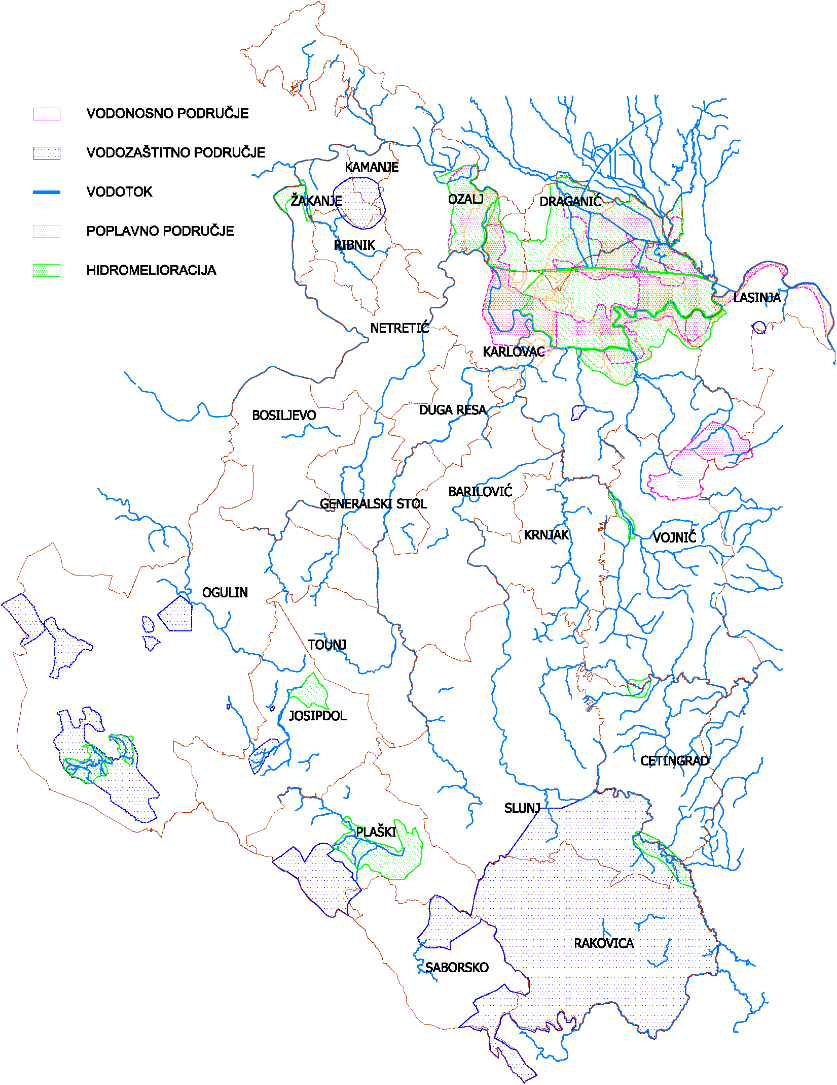 VODONOSNO PODRUČJE
VODOZAŠTITNO PODRUČJE
VODOTOK
POPLAVNO PODRUČJE
HIDROMELIORACIJA
KAMANJE
ŽAKANJE
OZALJ
DRAGANIĆ
RIBNIK
LASINJA
NETRETIĆ
KARLOVAC
BOSILJEVO
DUGA RESA
BARILOVIĆ
GENERALSKI STOL
KRNJAK
VOJNIĆ
OGULIN
TOUNJ
JOSIPDOL
CETINGRAD
SLUNJ
PLAŠKI
RAKOVICA
SABORSKO